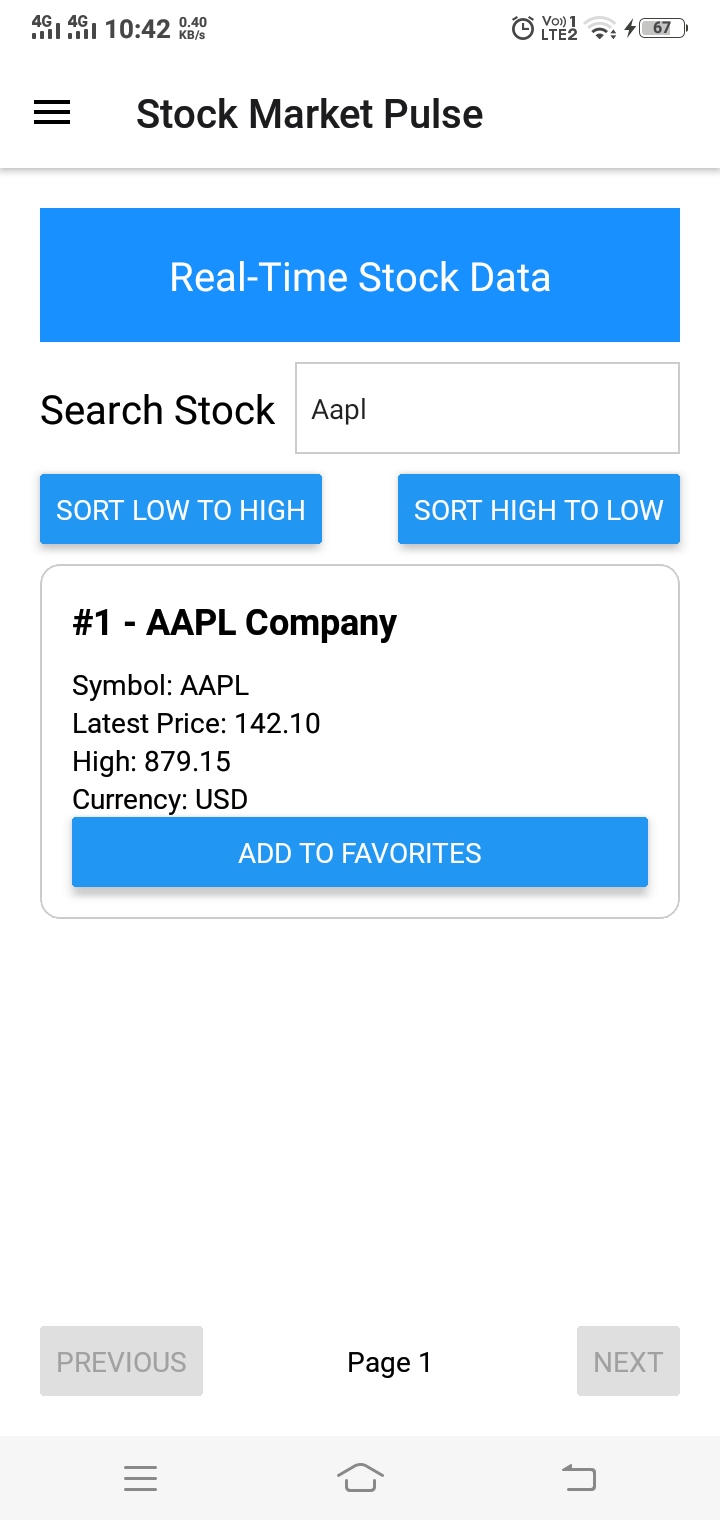 4G 4G 10:42 0.40 KB/s Vo) 1 LTE2 67
Stock Market Pulse
Real-Time Stock Data
Search Stock Aapl
SORT LOW TO HIGH SORT HIGH TO LOW
#1 - AAPL Company
Symbol: AAPL
Latest Price: 142.10
High: 879.15
Currency: USD
ADD TO FAVORITES
PREVIOUS Page 1 NEXT